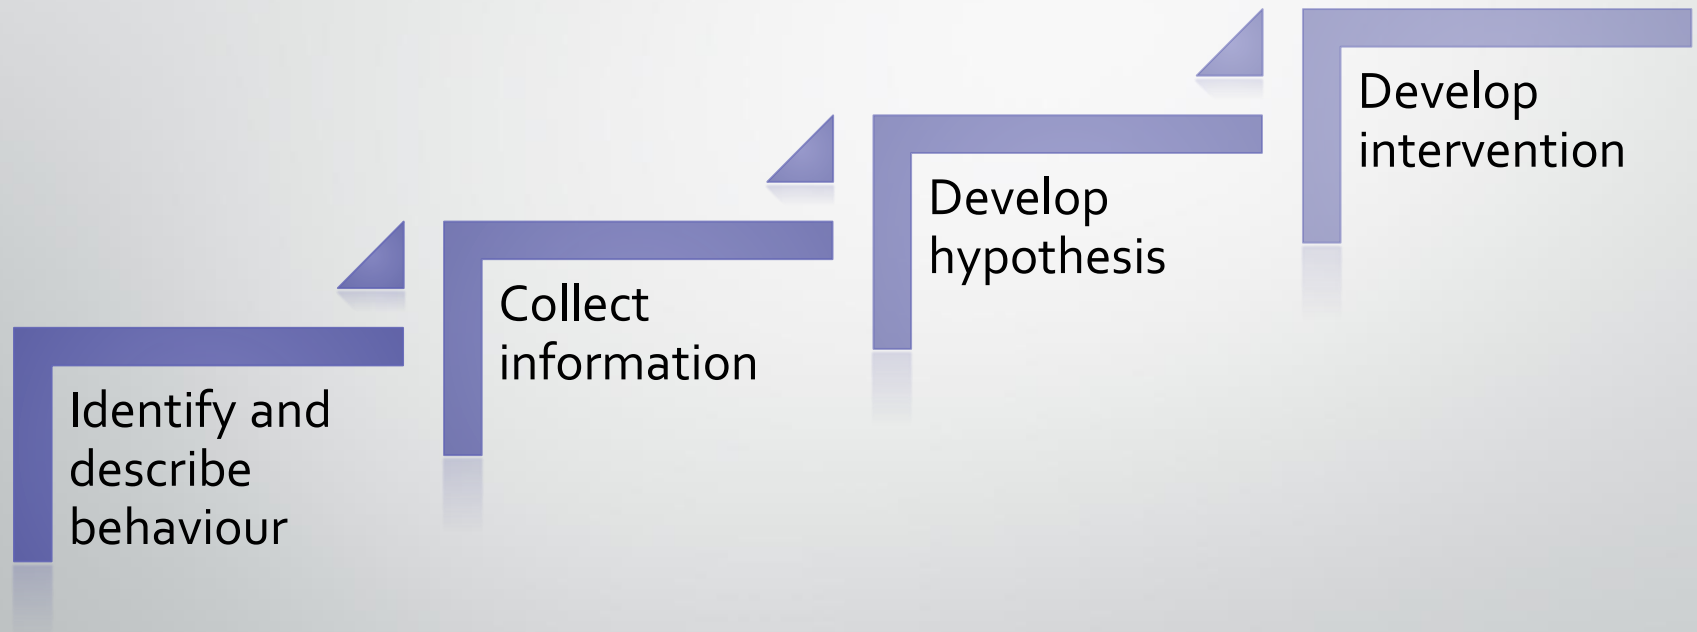 Identify and
describe
behaviour
Collect
information
Develop
hypothesis
Develop
intervention